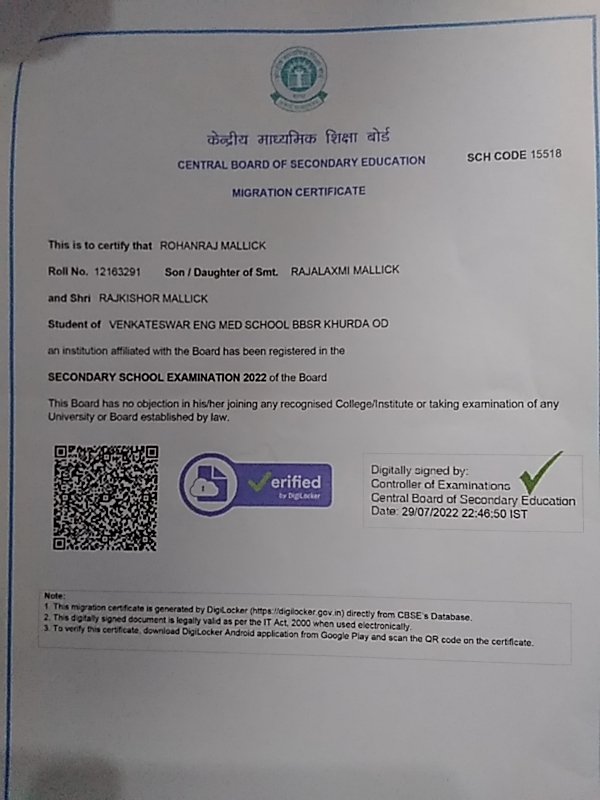 केन्द्रीय माध्यमिक शिक्षा बोर्ड
CENTRAL BOARD OF SECONDARY EDUCATION
SCH CODE 15518
MIGRATION CERTIFICATE
This is to certify that ROHANRAJ MALLICK
Roll No. 12163291 Son / Daughter of Smt. RAJALAXMI MALLICK
and Shri RAJKISHOR MALLICK
Student of VENKATESWAR ENG MED SCHOOL BBSR KHURDA OD
an institution affiliated with the Board has been registered in the
SECONDARY SCHOOL EXAMINATION 2022 of the Board
This Board has no objection in his/her joining any recognised College/Institute or taking examination of any
University or Board established by law.
erified
by DigiLocker
Digitally signed by:
Controller of Examinations
Central Board of Secondary Education
Date: 29/07/2022 22:46:50 IST
Note:
1. This migration certificate is generated by DigiLocker (https://digilocker.gov.in) directly from CBSE's Database.
2. This digitally signed document is legally valid as per the IT Act, 2000 when used electronically.
3. To verify this certificate, download DigiLocker Android application from Google Play and scan the QR code on the certificate.